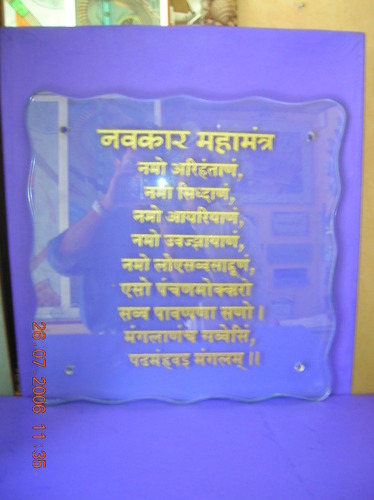 नवकार महामंत्र
नमो अरिहंताणं,
नमो सिध्दाणं,
नमो आयरियाणं,
नमो उवज्झायाणं,
नमो लोएसव्वसाहूणं,
एसो पंचणमोक्कारो
सव्व पावप्पणा सणो।
मंगलाणंच सव्वेसिं,
पढमंहवइ मंगलम्॥
26.07.2006 11:35